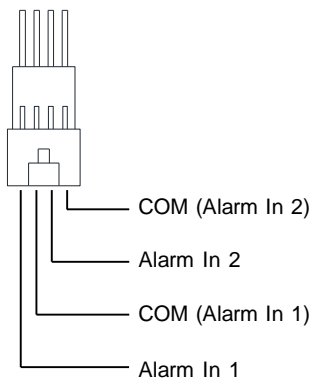 COM (Alarm In 2)
Alarm In 2
COM (Alarm In 1)
Alarm In 1